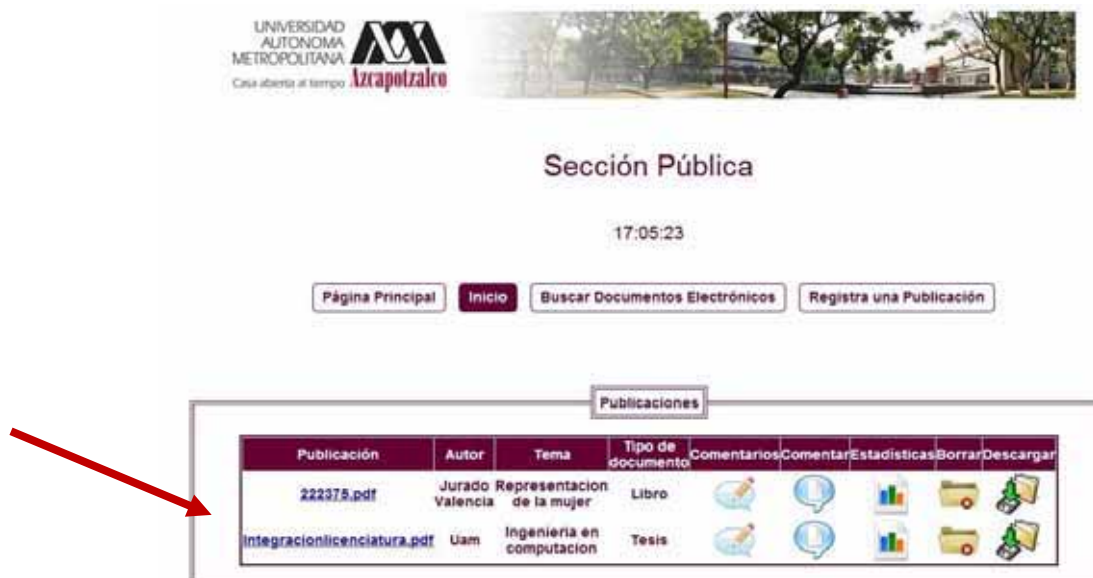 UNIVERSIDAD
AUTONOMA
METROPOLITANA
Casa abierta al tiempo Azcapotzalco
Sección Pública
17:05:23
Página Principal Inicio Buscar Documentos Electrónicos Registra una Publicación
Publicaciones
Publicación Autor Tema Tipo de documento Comentarios Comentar Estadísticas Borrar Descargar
222375.pdf Jurado Valencia Representacion de la mujer Libro
Integracionlicenciatura.pdf Uam Ingenieria en computacion Tesis